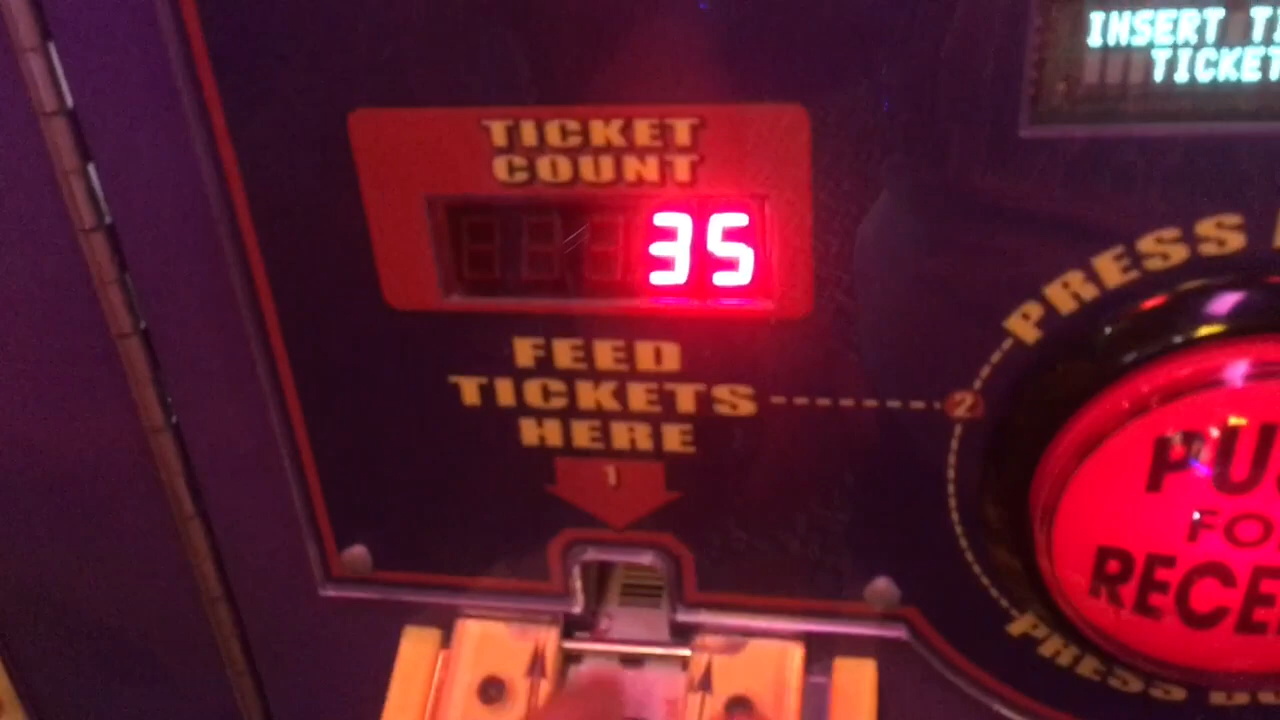 INSERT
TICKET
TICKET
COUNT
35
FEED
TICKETS
HERE
1
2
PRESS
PU
FO
RECE
PRESS